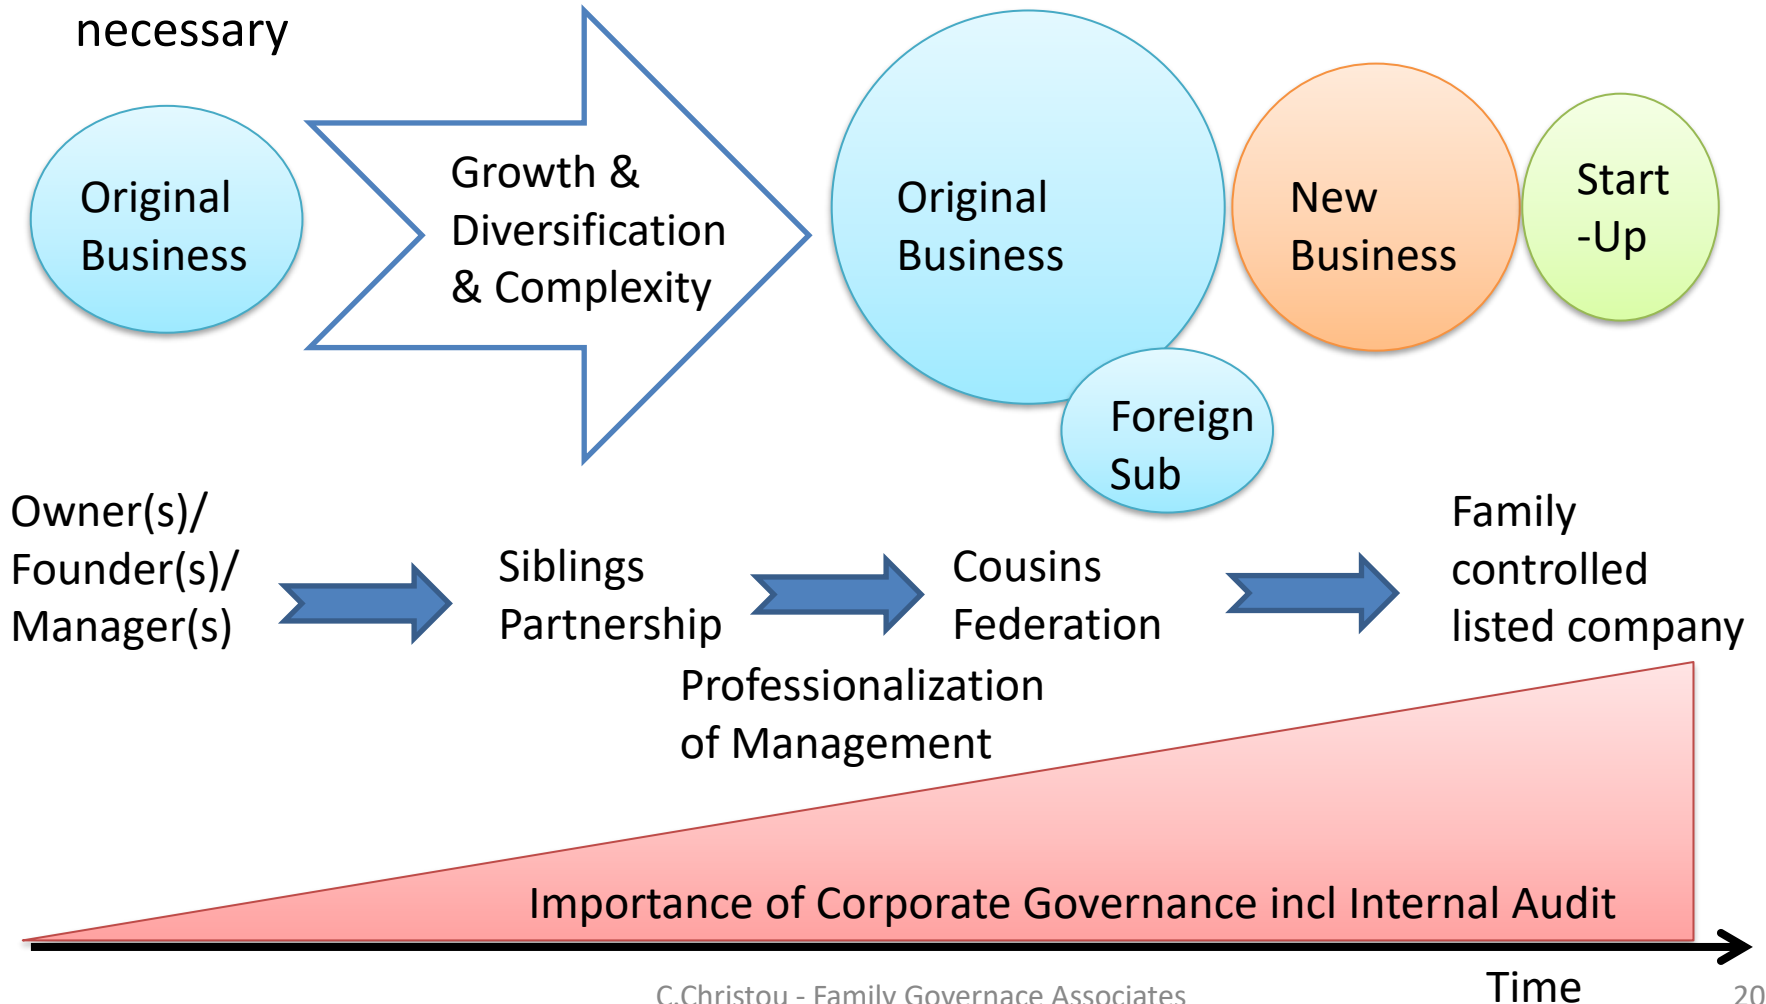 necessary
Original
Business
Growth &
Diversification
& Complexity
Original
Business
New
Business
Start
-Up
Foreign
Sub
Owner(s)/
Founder(s)/
Manager(s)
Siblings
Partnership
Cousins
Federation
Family
controlled
listed company
Professionalization
of Management
Importance of Corporate Governance incl Internal Audit
Time
C.Christou - Family Governace Associates
20